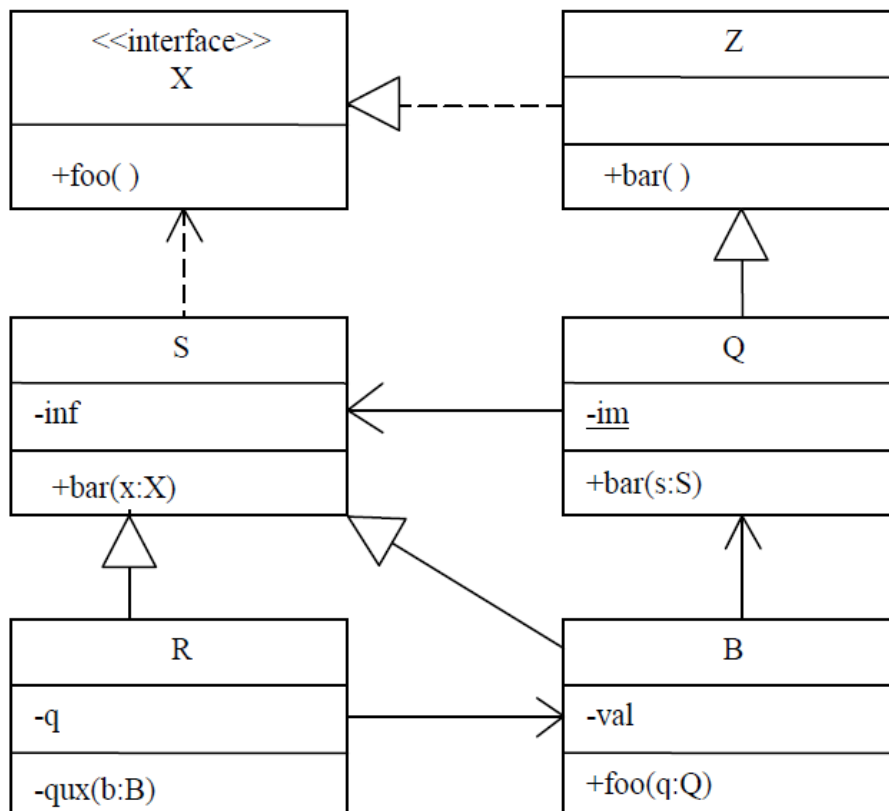 <<interface>>
X
+foo( )
Z
+bar( )
S
-inf
+bar(x:X)
Q
-im
+bar(s:S)
R
-q
-qux(b:B)
B
-val
+foo(q:Q)